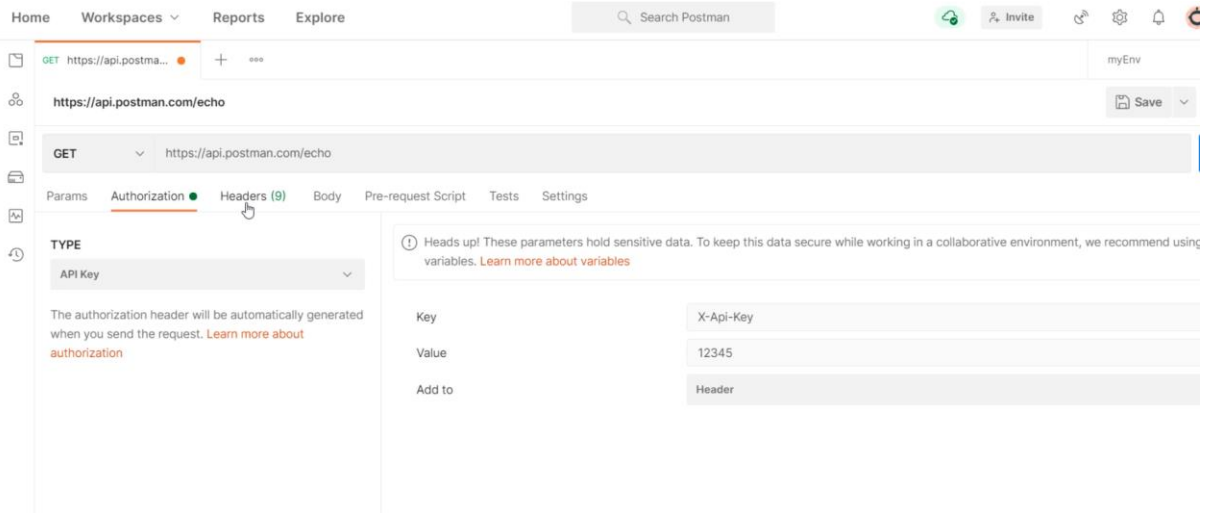 Home Workspaces Reports Explore Search Postman Invite
GET https://api.postma... myEnv
https://api.postman.com/echo Save
GET https://api.postman.com/echo
Params Authorization Headers (9) Body Pre-request Script Tests Settings
TYPE
API Key
The authorization header will be automatically generated
when you send the request. Learn more about
authorization
Heads up! These parameters hold sensitive data. To keep this data secure while working in a collaborative environment, we recommend using
variables. Learn more about variables
Key X-Api-Key
Value 12345
Add to Header